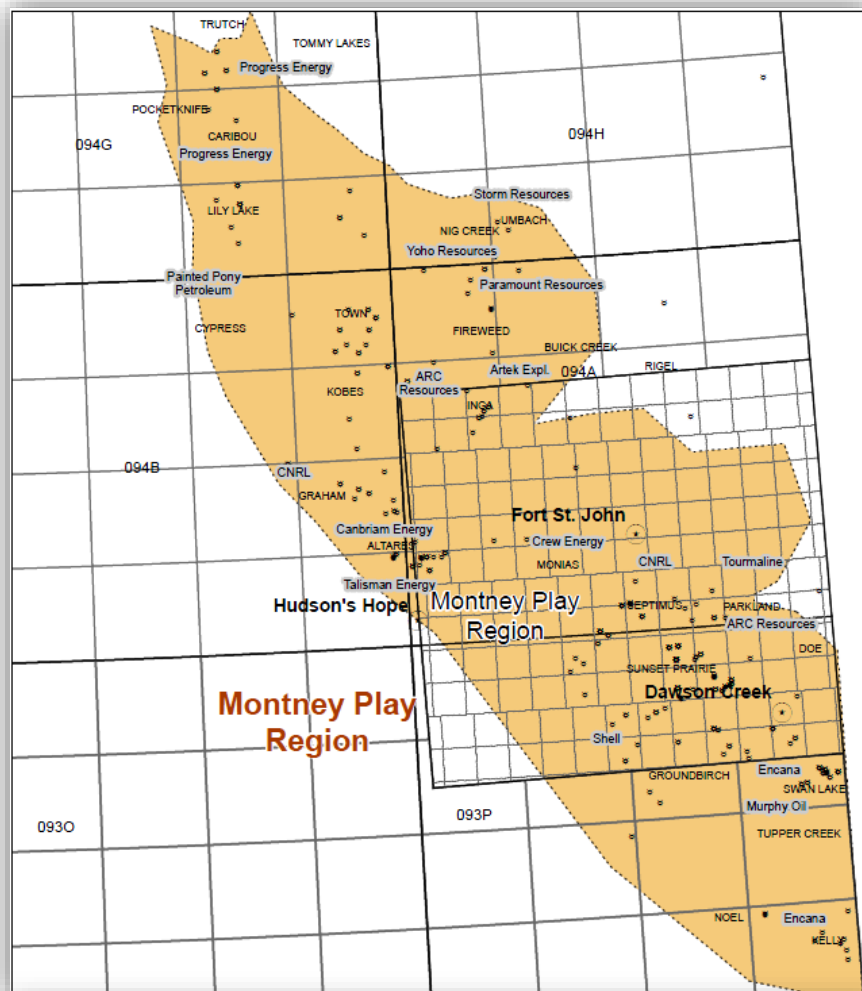 TRUTCH
TOMMY LAKES
Progress Energy
POCKETKNIFE
094H
CARIBOU
094G
Progress Energy
Storm Resources
LILY LAKE
UMBACH
NIG CREEK
Yoho Resources
Painted Pony
Petroleum
Paramount Resources
TOWN
CYPRESS
FIREWEED
BUICK CREEK
RIGEL
Artek Expl.
094A
ARC
Resources
KOBES
INGA
094B
CNRL
GRAHAM
Fort St. John
Canbriam Energy
Crew Energy
ALTARES
CNRL
Tourmaline
MONIAS
Talisman Energy
Hudson's Hope
Montney Play
Region
SEPTIMUS
PARKLAND
ARC Resources
DOE
SUNSET PRAIRIE
Dawson Creek
Montney Play
Region
Shell
GROUNDBIRCH
Encana
SWAN LAKE
Murphy Oil
093P
093O
TUPPER CREEK
NOEL
Encana
KELLY